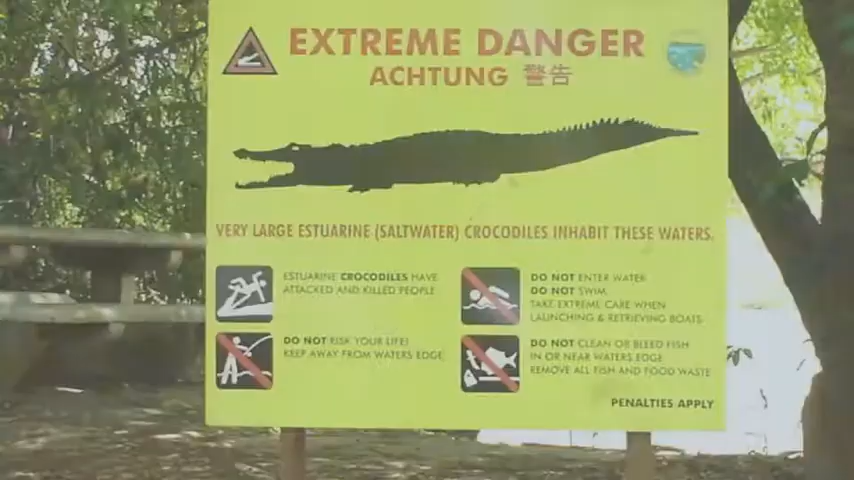 EXTREME DANGER
ACHTUNG 警告
VERY LARGE ESTUARINE (SALTWATER) CROCODILES INHABIT THESE WATERS.
ESTUARINE CROCODILES HAVE
ATTACKED AND KILLED PEOPLE
DO NOT RISK YOUR LIFE!
KEEP AWAY FROM WATERS EDGE
DO NOT ENTER WATER
DO NOT SWIM
TAKE EXTREME CARE WHEN
LAUNCHING & RETRIEVING BOATS
DO NOT CLEAN OR BLEED FISH
IN OR NEAR WATERS EDGE
REMOVE ALL FISH AND FOOD WASTE
PENALTIES APPLY